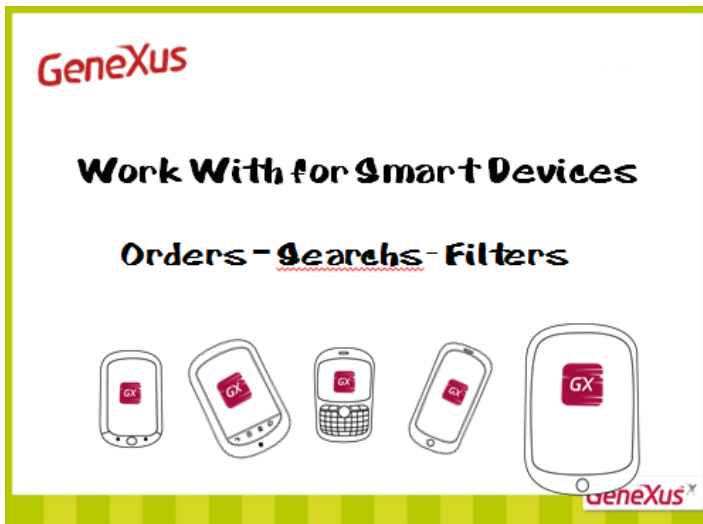 GeneXus
Work With for Smart Devices
Orders - Searchs - Filters
GX
GX
GX
GX
GX
GeneXus X